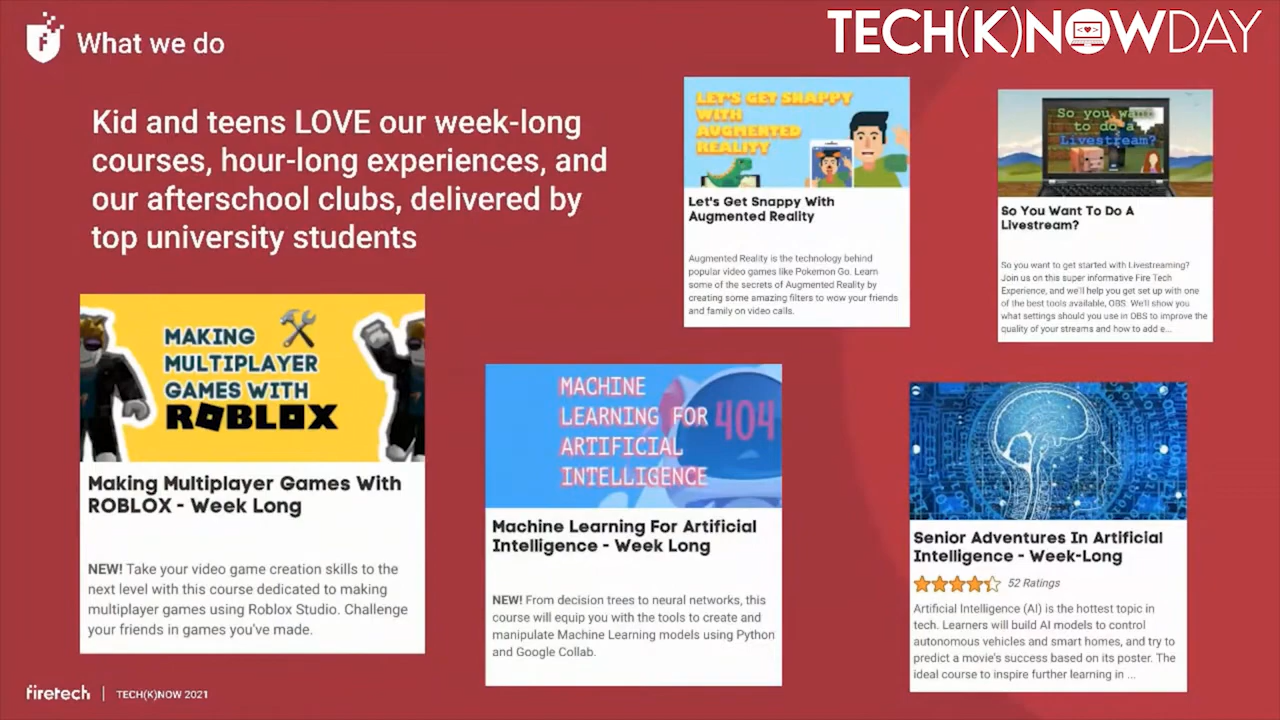 What we do
TECH(K)NOWDAY
Kid and teens LOVE our week-long
courses, hour-long experiences, and
our afterschool clubs, delivered by
top university students
LET'S GET SNAPPY
WITH
AUGMENTED
REALITY
Let's Get Snappy With
Augmented Reality
Augmented Reality is the technology behind
popular video games like Pokemon Go. Learn
some of the secrets of Augmented Reality by
creating some amazing filters to wow your friends
and family on video calls.
So you want
to do a
Livestream?
So You Want To Do A
Livestream?
So you want to get started with Livestreaming?
Join us on this super informative Fire Tech
Experience, and we'll help you get set up with one
of the best tools available, OBS. We'll show you
what settings should you use in OBS to improve the
quality of your streams and how to add e...
MAKING
MULTIPLAYER
GAMES WITH
ROBLOX
Making Multiplayer Games With
ROBLOX - Week Long
NEW! Take your video game creation skills to the
next level with this course dedicated to making
multiplayer games using Roblox Studio. Challenge
your friends in games you've made.
MACHINE
LEARNING FOR
ARTIFICIAL
INTELLIGENCE
404
Machine Learning For Artificial
Intelligence - Week Long
NEW! From decision trees to neural networks, this
course will equip you with the tools to create and
manipulate Machine Learning models using Python
and Google Collab.
Senior Adventures In Artificial
Intelligence - Week-Long
52 Ratings
Artificial Intelligence (AI) is the hottest topic in
tech. Learners will build AI models to control
autonomous vehicles and smart homes, and try to
predict a movie's success based on its poster. The
ideal course to inspire further learning in ...
firetech | TECH(K)NOW 2021